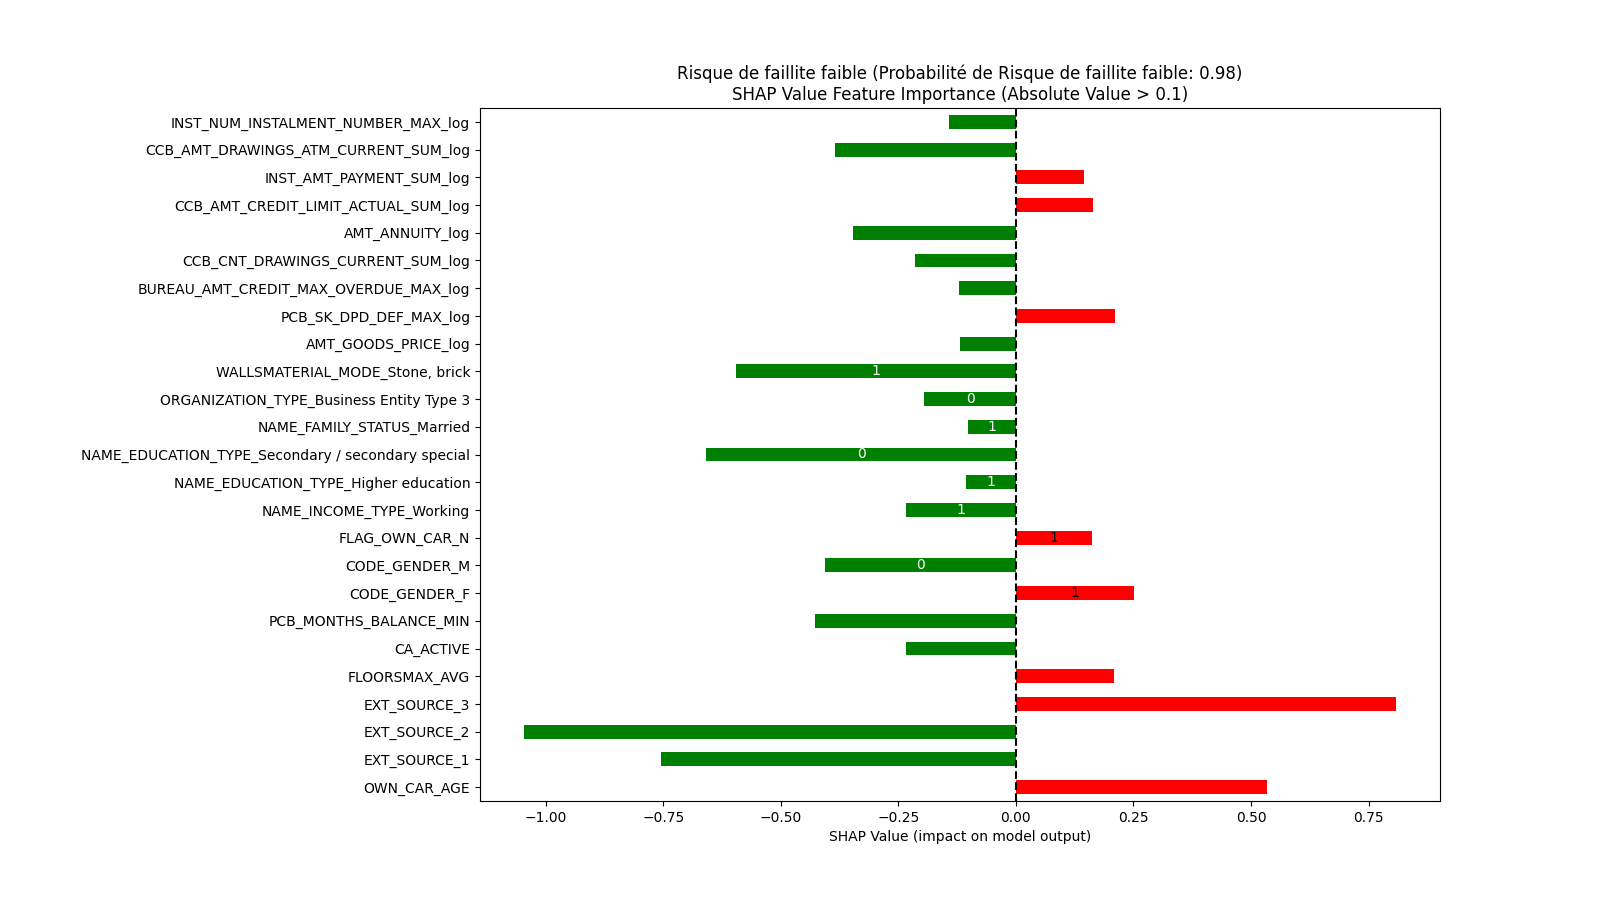 Risque de faillite faible (Probabilité de Risque de faillite faible: 0.98)
SHAP Value Feature Importance (Absolute Value > 0.1)
INST_NUM_INSTALMENT_NUMBER_MAX_log
CCB_AMT_DRAWINGS_ATM_CURRENT_SUM_log
INST_AMT_PAYMENT_SUM_log
CCB_AMT_CREDIT_LIMIT_ACTUAL_SUM_log
AMT_ANNUITY_log
CCB_CNT_DRAWINGS_CURRENT_SUM_log
BUREAU_AMT_CREDIT_MAX_OVERDUE_MAX_log
PCB_SK_DPD_DEF_MAX_log
AMT_GOODS_PRICE_log
WALLSMATERIAL_MODE_Stone, brick 1
ORGANIZATION_TYPE_Business Entity Type 3 0
NAME_FAMILY_STATUS_Married 1
NAME_EDUCATION_TYPE_Secondary / secondary special 0
NAME_EDUCATION_TYPE_Higher education 1
NAME_INCOME_TYPE_Working 1
FLAG_OWN_CAR_N 1
CODE_GENDER_M 0
CODE_GENDER_F 1
PCB_MONTHS_BALANCE_MIN
CA_ACTIVE
FLOORSMAX_AVG
EXT_SOURCE_3
EXT_SOURCE_2
EXT_SOURCE_1
OWN_CAR_AGE
−1.00 −0.75 −0.50 −0.25 0.00 0.25 0.50 0.75
SHAP Value (impact on model output)